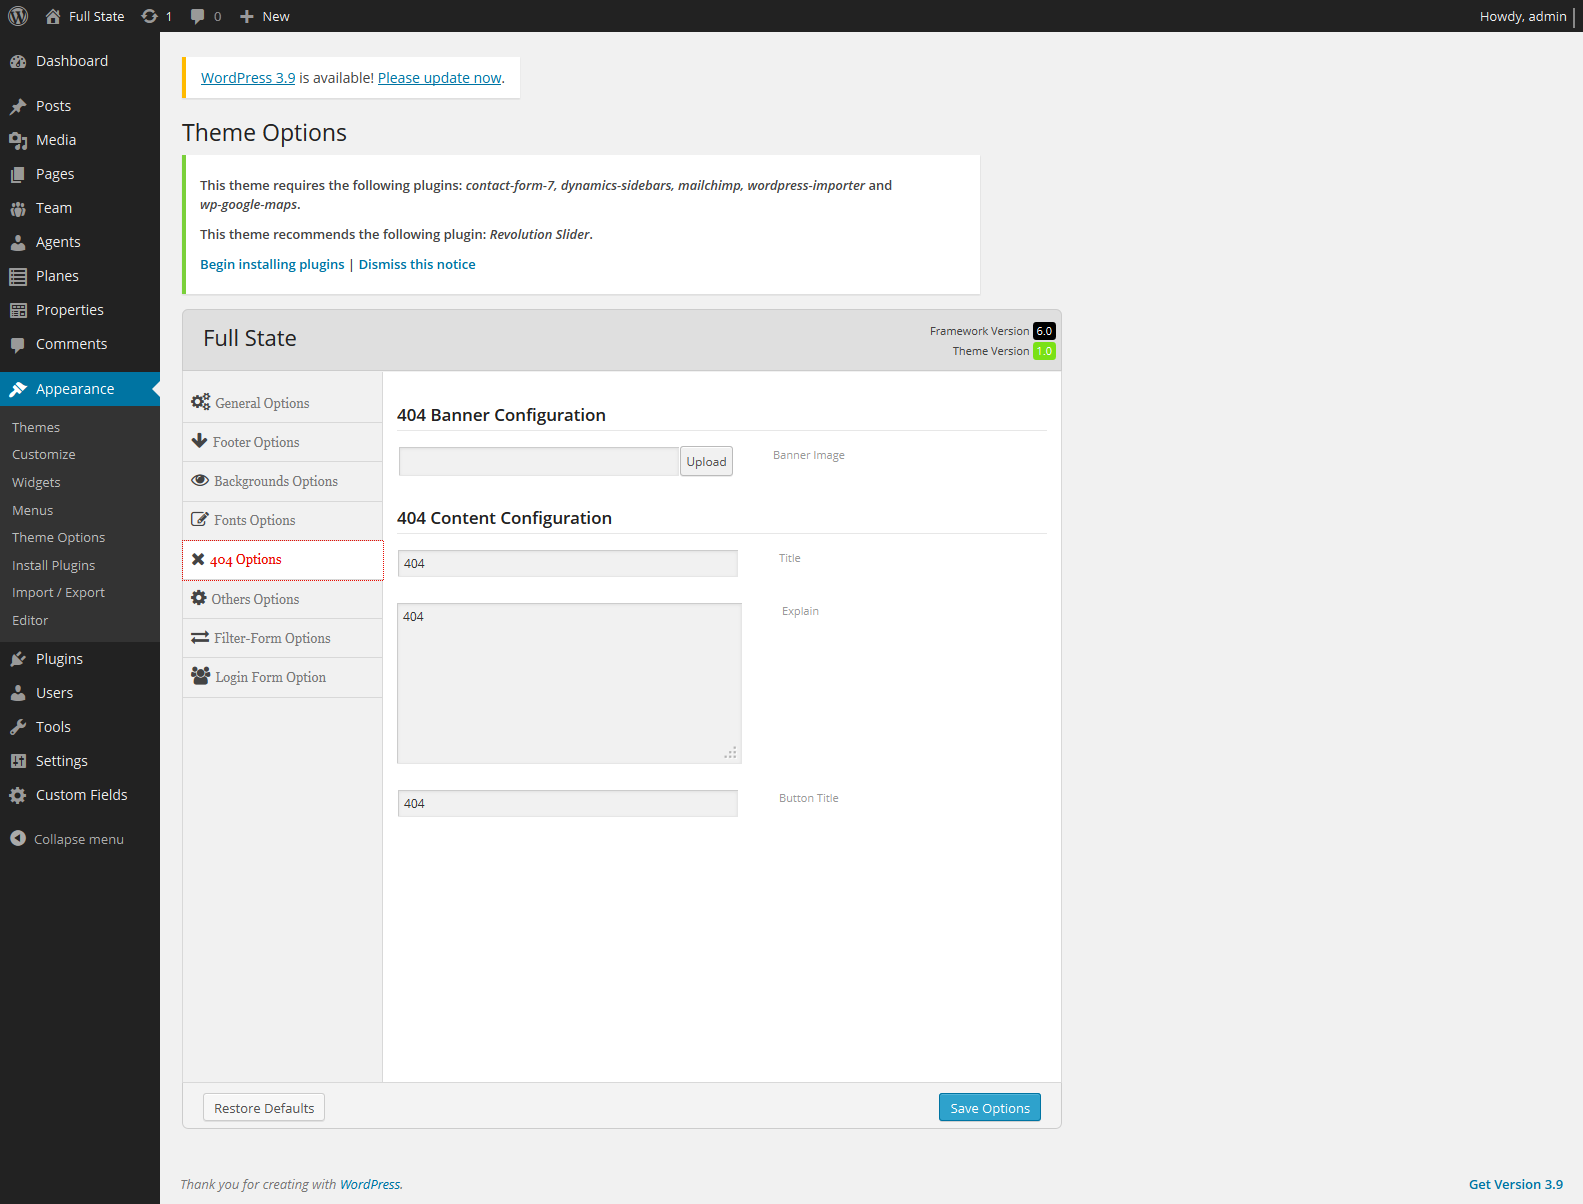 Full State 1 0 New Howdy, admin
Dashboard
Posts
Media
Pages
Team
Agents
Planes
Properties
Comments
Appearance
Themes
Customize
Widgets
Menus
Theme Options
Install Plugins
Import / Export
Editor
Plugins
Users
Tools
Settings
Custom Fields
Collapse menu
WordPress 3.9 is available! Please update now.
Theme Options
This theme requires the following plugins: contact-form-7, dynamics-sidebars, mailchimp, wordpress-importer and
wp-google-maps.
This theme recommends the following plugin: Revolution Slider.
Begin installing plugins | Dismiss this notice
Full State
Framework Version 6.0
Theme Version 1.0
General Options
Footer Options
Backgrounds Options
Fonts Options
404 Options
Others Options
Filter-Form Options
Login Form Option
404 Banner Configuration
Upload Banner Image
404 Content Configuration
404 Title
404 Explain
404 Button Title
Restore Defaults Save Options
Thank you for creating with WordPress. Get Version 3.9